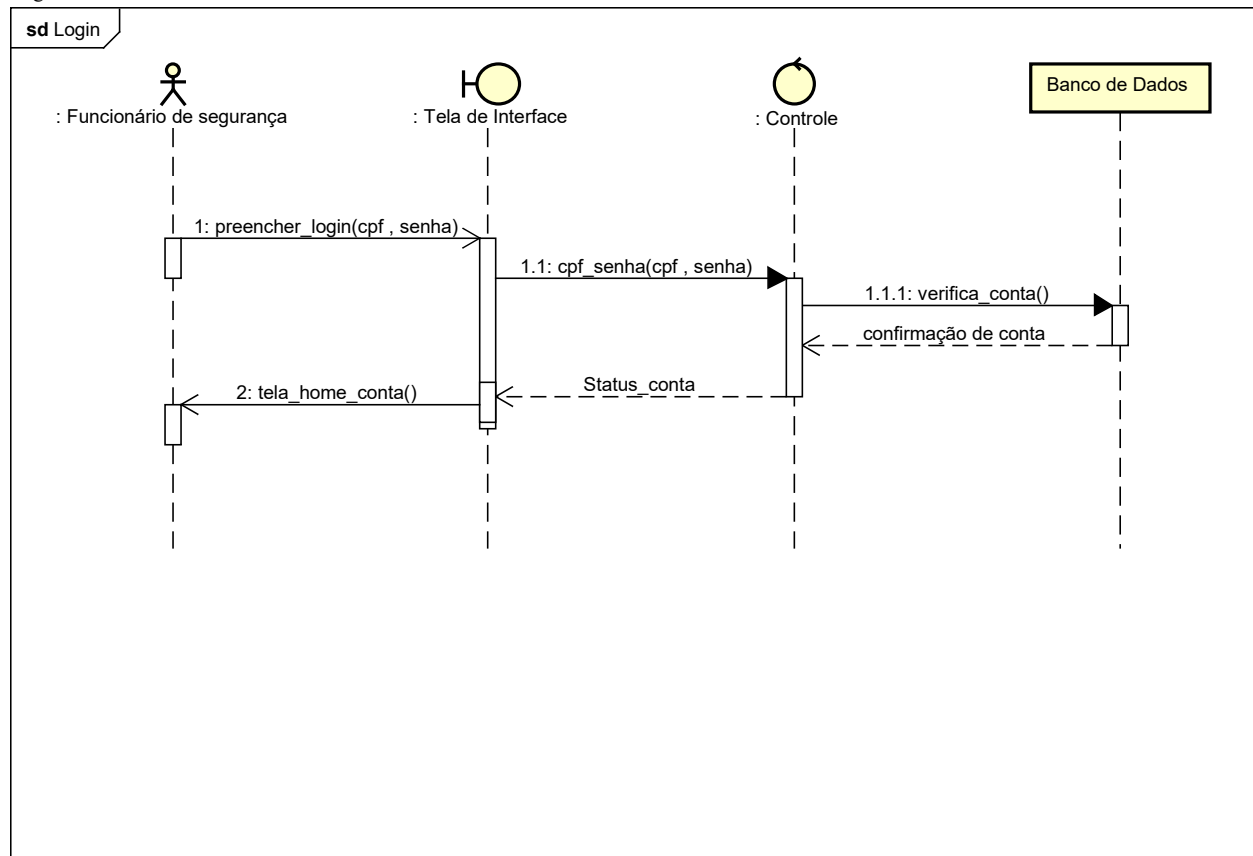 sd Login
: Funcionário de segurança
: Tela de Interface
: Controle
Banco de Dados
1: preencher_login(cpf , senha)
1.1: cpf_senha(cpf , senha)
1.1.1: verifica_conta()
confirmação de conta
Status_conta
2: tela_home_conta()